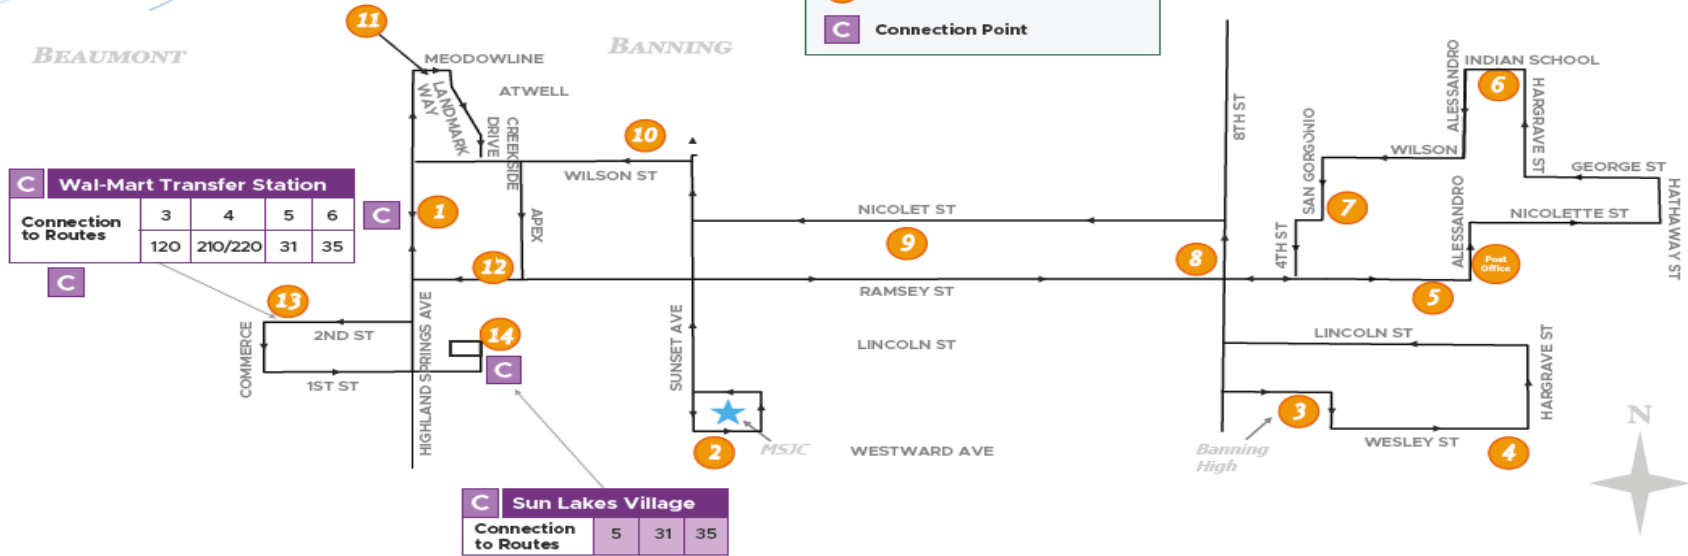 C Connection Point
BEAUMONT
BANNING
11
MEODOWLINE
ATWELL
LANDMARK
WAY
CREEKSIDE
DRIVE
10
WILSON ST
APEX
C Wal-Mart Transfer Station
Connection
to Routes
3 4 5 6
120 210/220 31 35
C
C
1
12
13
2ND ST
COMMERCE
1ST ST
HIGHLAND SPRINGS AVE
14
C
C Sun Lakes Village
Connection
to Routes
5 31 35
NICOLET ST
9
RAMSEY ST
SUNSET AVE
LINCOLN ST
2
MSJC
WESTWARD AVE
8TH ST
8
4TH ST
SAN GORGONIO
7
WILSON
ALESSANDRO
INDIAN SCHOOL
6
HARGRAVE ST
GEORGE ST
HATHAWAY ST
NICOLETTE ST
ALESSANDRO
Post
Office
5
LINCOLN ST
HARGRAVE ST
3
Banning
High
WESLEY ST
4
N